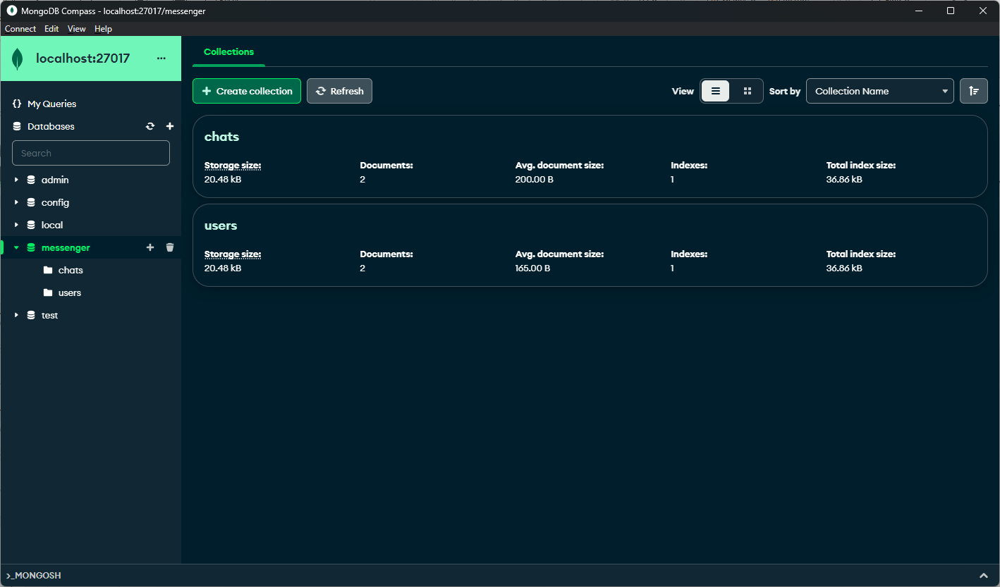 MongoDB Compass - localhost:27017/messenger
Connect Edit View Help
localhost:27017 ...
{} My Queries
Databases
Search
admin
config
local
messenger
chats
users
test
Collections
+ Create collection Refresh View Sort by Collection Name
chats
Storage size: Documents: Avg. document size: Indexes: Total index size:
20.48 kB 2 200.00 B 1 36.86 kB
users
Storage size: Documents: Avg. document size: Indexes: Total index size:
20.48 kB 2 165.00 B 1 36.86 kB
>_MONGOSH